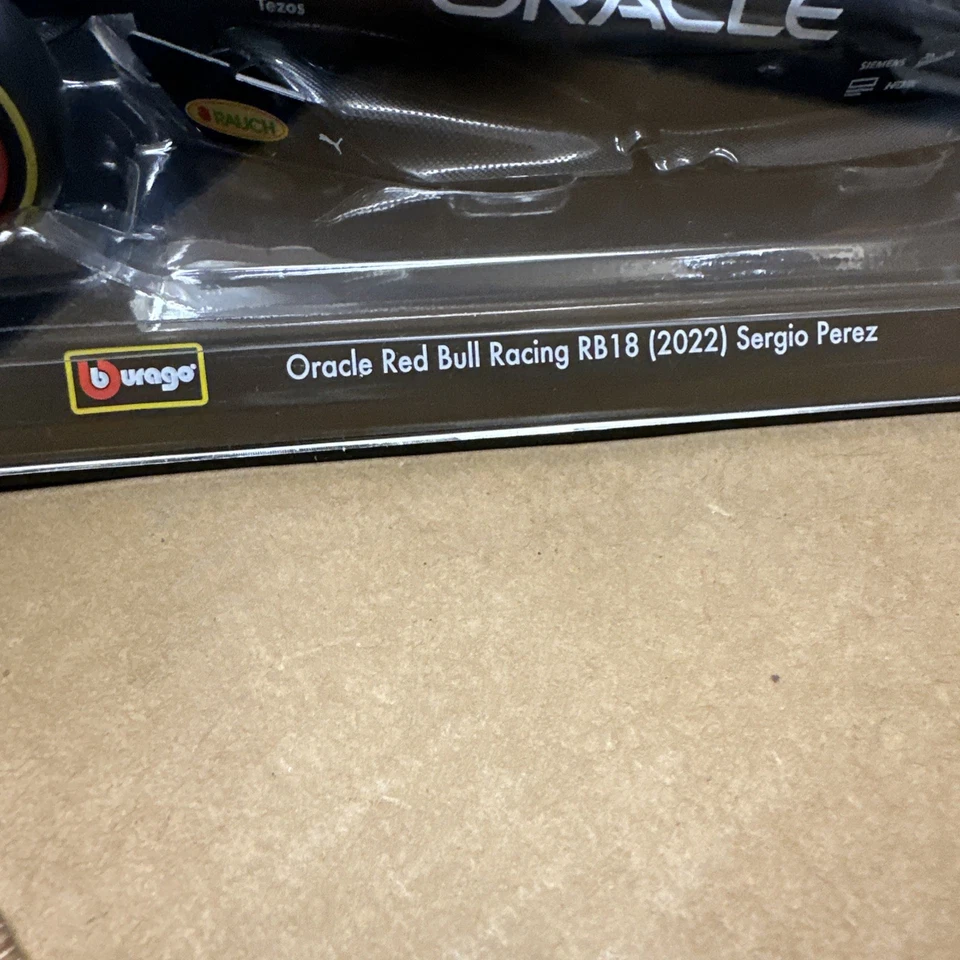 Tezos
ORACLE
SIEMENS
RAUCH
burago
Oracle Red Bull Racing RB18 (2022) Sergio Perez